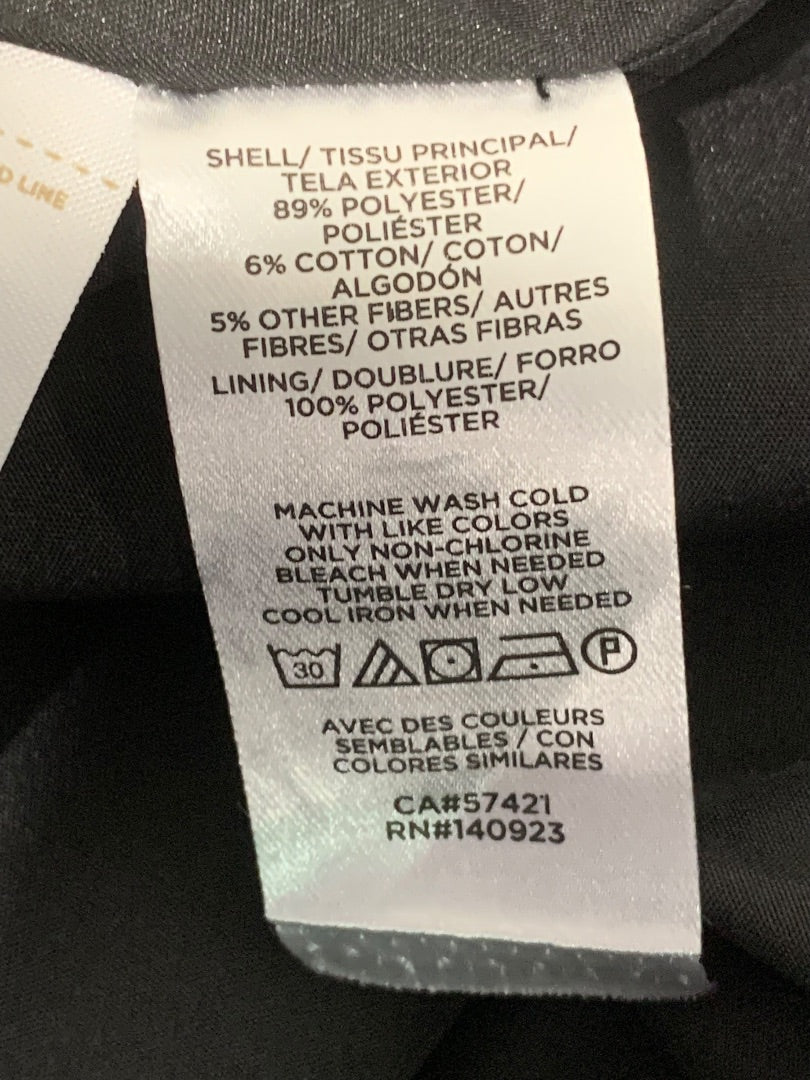 D LINE
SHELL/ TISSU PRINCIPAL/
TELA EXTERIOR
89% POLYESTER/
POLIÉSTER
6% COTTON/ COTON/
ALGODÓN
5% OTHER FIBERS/ AUTRES
FIBRES/ OTRAS FIBRAS
LINING/ DOUBLURE/ FORRO
100% POLYESTER/
POLIÉSTER
MACHINE WASH COLD
WITH LIKE COLORS
ONLY NON-CHLORINE
BLEACH WHEN NEEDED
TUMBLE DRY LOW
COOL IRON WHEN NEEDED
30 P
AVEC DES COULEURS
SEMBLABLES / CON
COLORES SIMILARES
CA#57421
RN#140923